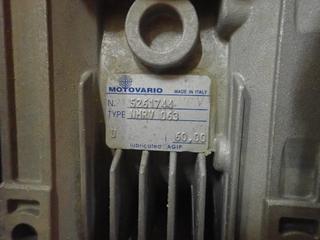 MOTOVARIO MADE IN ITALY
N. 5261744
TYPE NMRV 063
60.00
lubricated AGIP